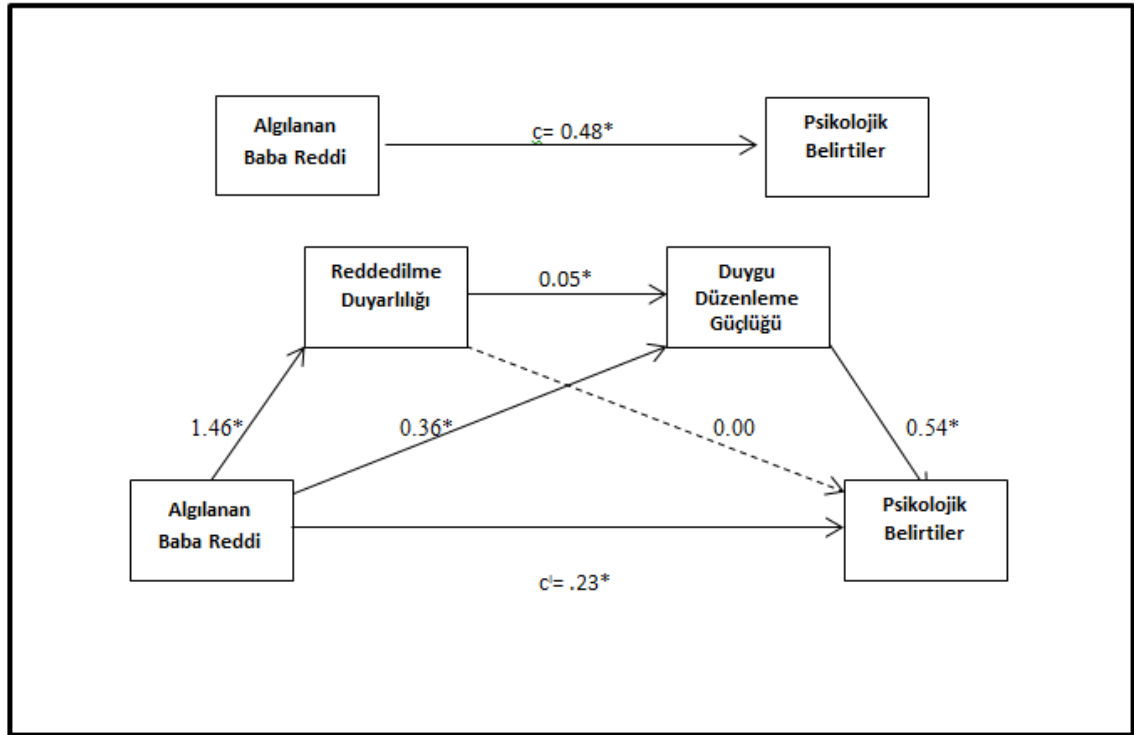 Algılanan
Baba Reddi
c= 0.48*
Psikolojik
Belirtiler
Reddedilme
Duyarlılığı
0.05*
Duygu
Düzenleme
Güçlüğü
1.46*
0.36*
0.00
0.54*
Algılanan
Baba Reddi
Psikolojik
Belirtiler
c'= .23*